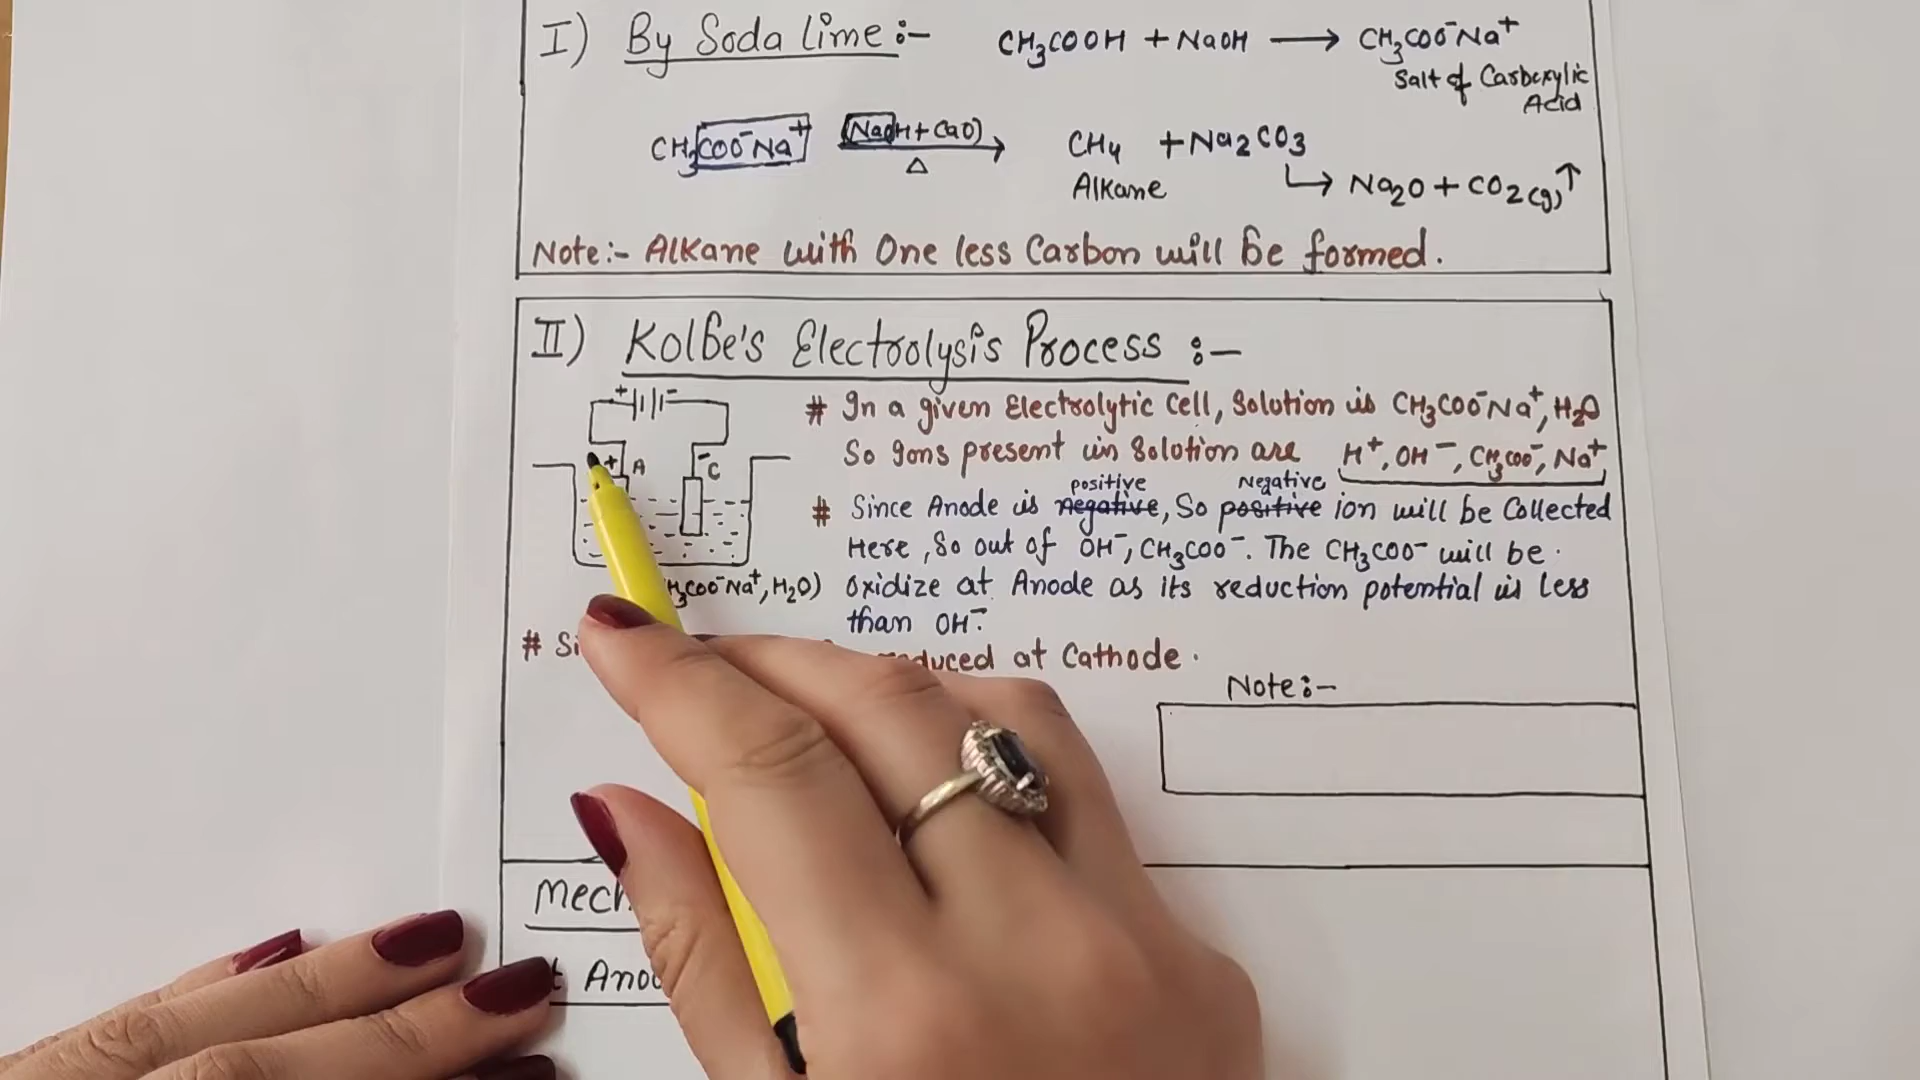 I) By Soda lime :- CH3COOH + NaOH ⟶ CH3COO⁻Na⁺
Salt of Carboxylic
Acid
CH3COO⁻Na⁺ (NaOH + CaO) ⟶ Δ CH4 + Na2CO3
Alkane ↳ Na2O + CO2(g)↑
Note:- Alkane with One less Carbon will be formed.
II) Kolbe's Electrolysis Process :-
+ -
+ A - C
# In a given Electrolytic Cell, Solution is CH3COO⁻Na⁺, H2O
So Ions present in Solution are H⁺, OH⁻, CH3COO⁻, Na⁺
positive Negative
# Since Anode is negative, So positive ion will be Collected
Here, So out of OH⁻, CH3COO⁻. The CH3COO⁻ will be
H3COO⁻Na⁺, H2O) oxidize at Anode as its reduction potential is less
than OH⁻.
# Si
duced at Cathode.
Note:-
Mech
t Ano